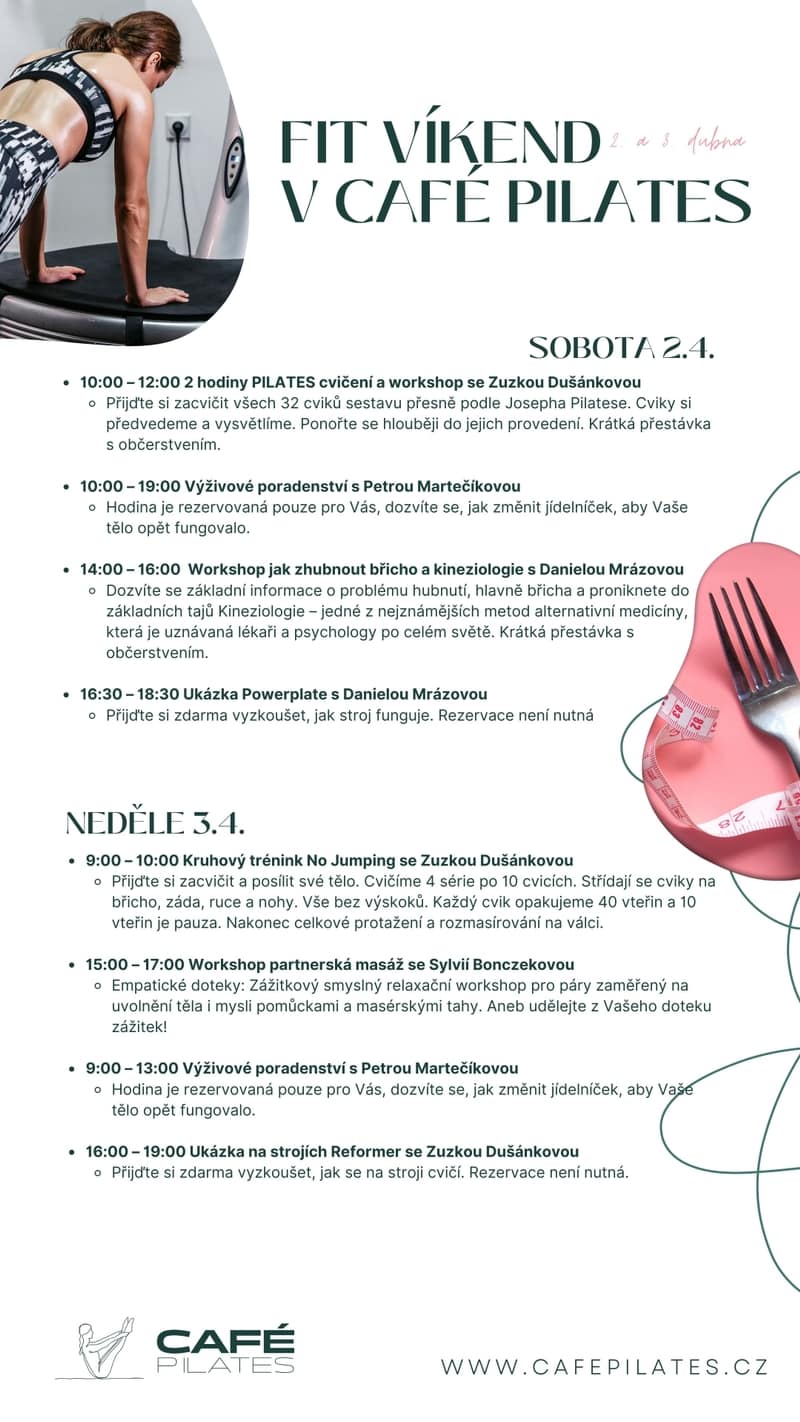 FIT VÍKEND 2. a 3. dubna
V CAFÉ PILATES
SOBOTA 2.4.
• 10:00 – 12:00 2 hodiny PILATES cvičení a workshop se Zuzkou Dušánkovou
◦ Přijďte si zacvičit všech 32 cviků sestavu přesně podle Josepha Pilatese. Cviky si
předvedeme a vysvětlíme. Ponořte se hlouběji do jejich provedení. Krátká přestávka
s občerstvením.
• 10:00 – 19:00 Výživové poradenství s Petrou Martečíkovou
◦ Hodina je rezervovaná pouze pro Vás, dozvíte se, jak změnit jídelníček, aby Vaše
tělo opět fungovalo.
• 14:00 – 16:00  Workshop jak zhubnout břicho a kineziologie s Danielou Mrázovou
◦ Dozvíte se základní informace o problému hubnutí, hlavně břicha a proniknete do
základních tajů Kineziologie – jedné z nejznámějších metod alternativní medicíny,
která je uznávaná lékaři a psychology po celém světě. Krátká přestávka s
občerstvením.
• 16:30 – 18:30 Ukázka Powerplate s Danielou Mrázovou
◦ Přijďte si zdarma vyzkoušet, jak stroj funguje. Rezervace není nutná
83
82
28
NEDĚLE 3.4.
• 9:00 – 10:00 Kruhový trénink No Jumping se Zuzkou Dušánkovou
◦ Přijďte si zacvičit a posílit své tělo. Cvičíme 4 série po 10 cvicích. Střídají se cviky na
břicho, záda, ruce a nohy. Vše bez výskoků. Každý cvik opakujeme 40 vteřin a 10
vteřin je pauza. Nakonec celkové protažení a rozmasírování na válci.
• 15:00 – 17:00 Workshop partnerská masáž se Sylvií Bonczekovou
◦ Empatické doteky: Zážitkový smyslný relaxační workshop pro páry zaměřený na
uvolnění těla i mysli pomůckami a masérskými tahy. Aneb udělejte z Vašeho doteku
zážitek!
• 9:00 – 13:00 Výživové poradenství s Petrou Martečíkovou
◦ Hodina je rezervovaná pouze pro Vás, dozvíte se, jak změnit jídelníček, aby Vaše
tělo opět fungovalo.
• 16:00 – 19:00 Ukázka na strojích Reformer se Zuzkou Dušánkovou
◦ Přijďte si zdarma vyzkoušet, jak se na stroji cvičí. Rezervace není nutná.
CAFÉ
PILATES
WWW.CAFEPILATES.CZ